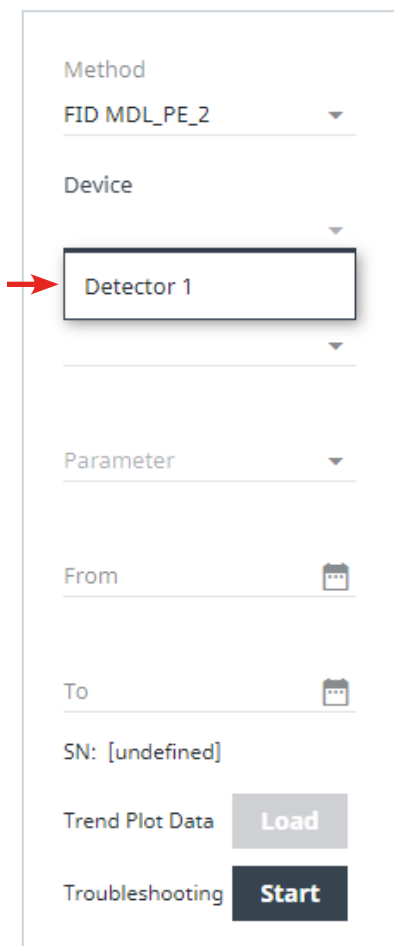 Method
FID MDL_PE_2
Device
Detector 1
Parameter
From
To
SN: [undefined]
Trend Plot Data Load
Troubleshooting Start